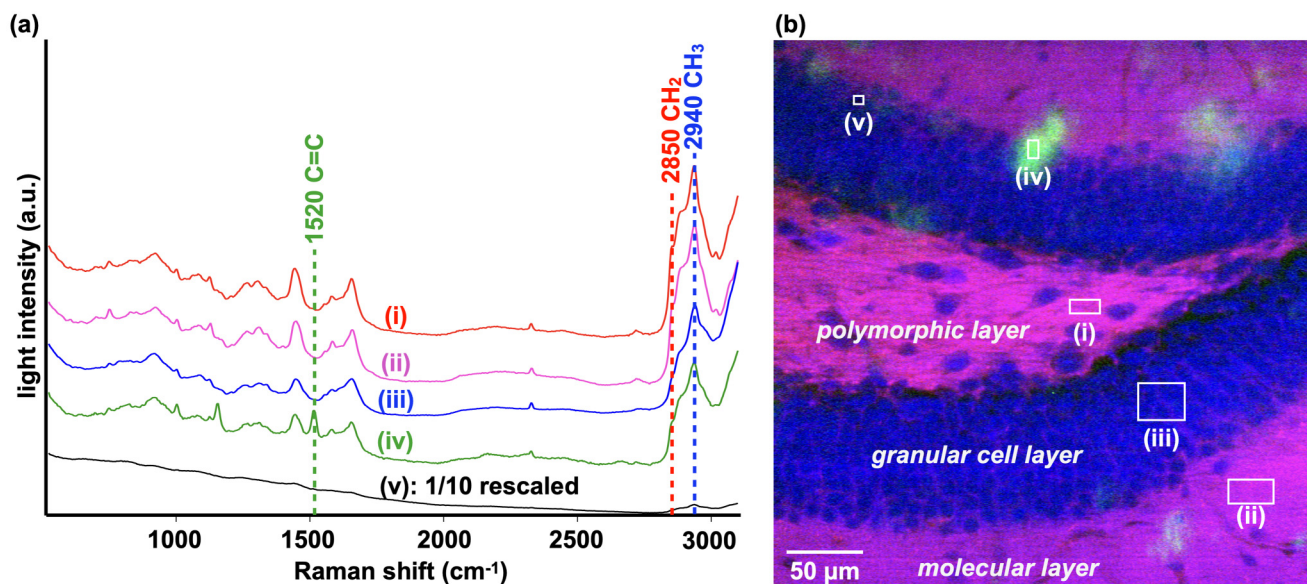 (a)
1520 C=C
2850 CH₂
2940 CH₃
light intensity (a.u.)
(i)
(ii)
(iii)
(iv)
(v): 1/10 rescaled
1000
1500
2000
2500
3000
Raman shift (cm⁻¹)
(b)
(v)
(iv)
(i)
polymorphic layer
(iii)
granular cell layer
(ii)
50 µm
molecular layer